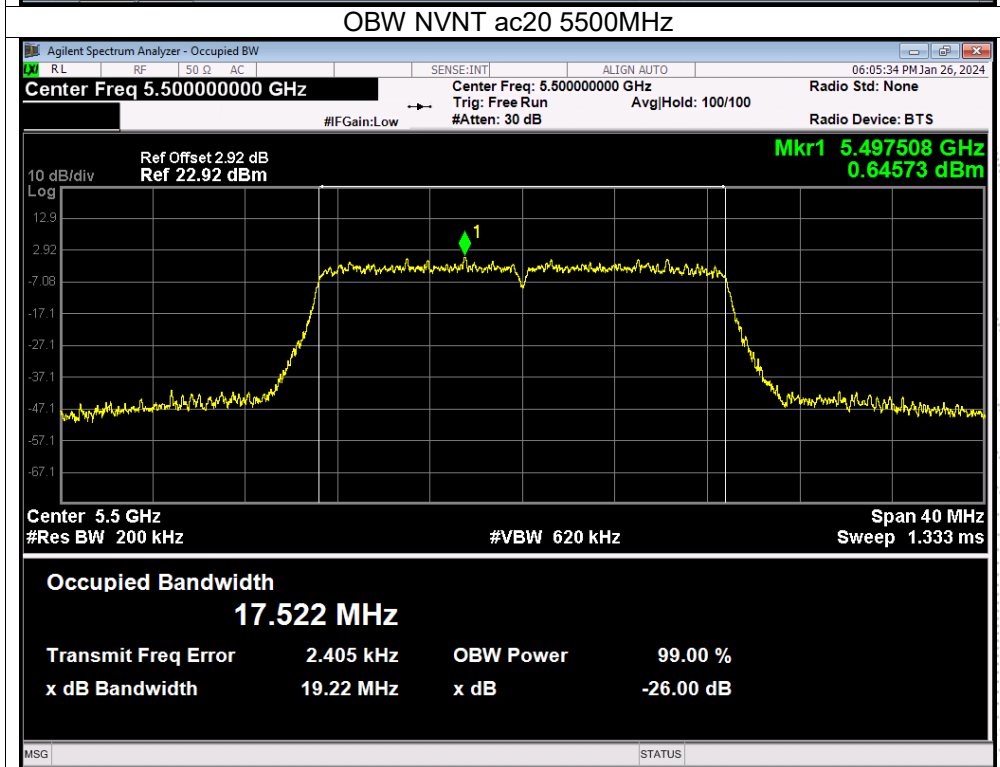 OBW NVNT ac20 5500MHz
Agilent Spectrum Analyzer - Occupied BW
LXI RL RF 50 Ω AC SENSE:INT ALIGN AUTO 06:05:34 PM Jan 26, 2024
Center Freq 5.500000000 GHz Center Freq: 5.500000000 GHz Radio Std: None
Trig: Free Run Avg|Hold: 100/100
#IFGain:Low #Atten: 30 dB Radio Device: BTS
Mkr1 5.497508 GHz
0.64573 dBm
Ref Offset 2.92 dB
10 dB/div Ref 22.92 dBm
Log
1
12.9
2.92
-7.08
-17.1
-27.1
-37.1
-47.1
-57.1
-67.1
Center 5.5 GHz Span 40 MHz
#Res BW 200 kHz #VBW 620 kHz Sweep 1.333 ms
Occupied Bandwidth
17.522 MHz
Transmit Freq Error 2.405 kHz OBW Power 99.00 %
x dB Bandwidth 19.22 MHz x dB -26.00 dB
MSG STATUS